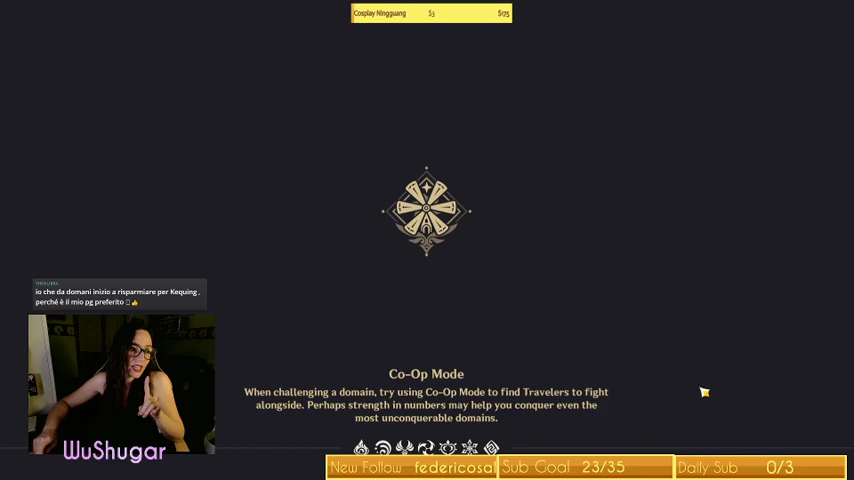 Cosplay Ningguang $3 $175
io che da domani inizio a risparmiare per Kequing ,
perché è il mio pg preferito
Co-Op Mode
When challenging a domain, try using Co-Op Mode to find Travelers to fight
alongside. Perhaps strength in numbers may help you conquer even the
most unconquerable domains.
WuShugar
New Follow federicosal Sub Goal 23/35 Daily Sub 0/3